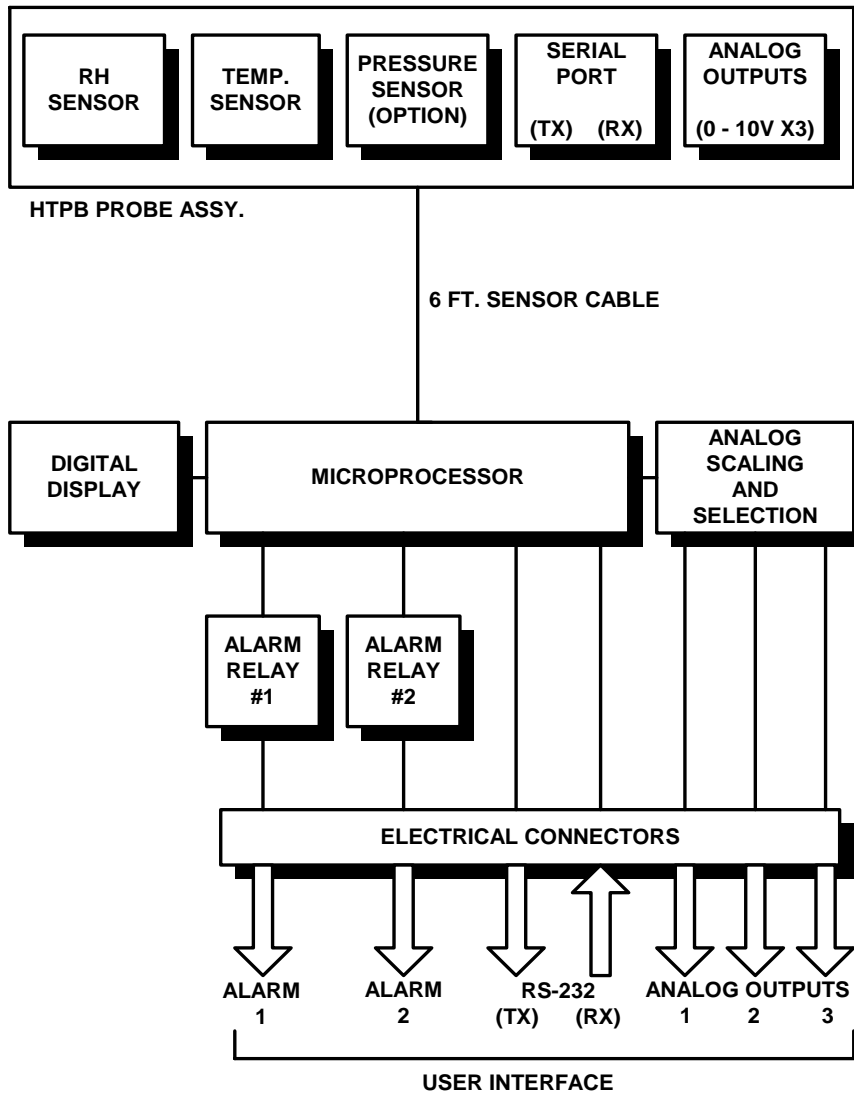 RH
SENSOR
TEMP.
SENSOR
PRESSURE
SENSOR
(OPTION)
SERIAL
PORT
(TX) (RX)
ANALOG
OUTPUTS
(0 - 10V X3)
HTPB PROBE ASSY.
6 FT. SENSOR CABLE
DIGITAL
DISPLAY
MICROPROCESSOR
ANALOG
SCALING
AND
SELECTION
ALARM
RELAY
#1
ALARM
RELAY
#2
ELECTRICAL CONNECTORS
ALARM
1
ALARM
2
RS-232
(TX) (RX)
ANALOG OUTPUTS
1 2 3
USER INTERFACE